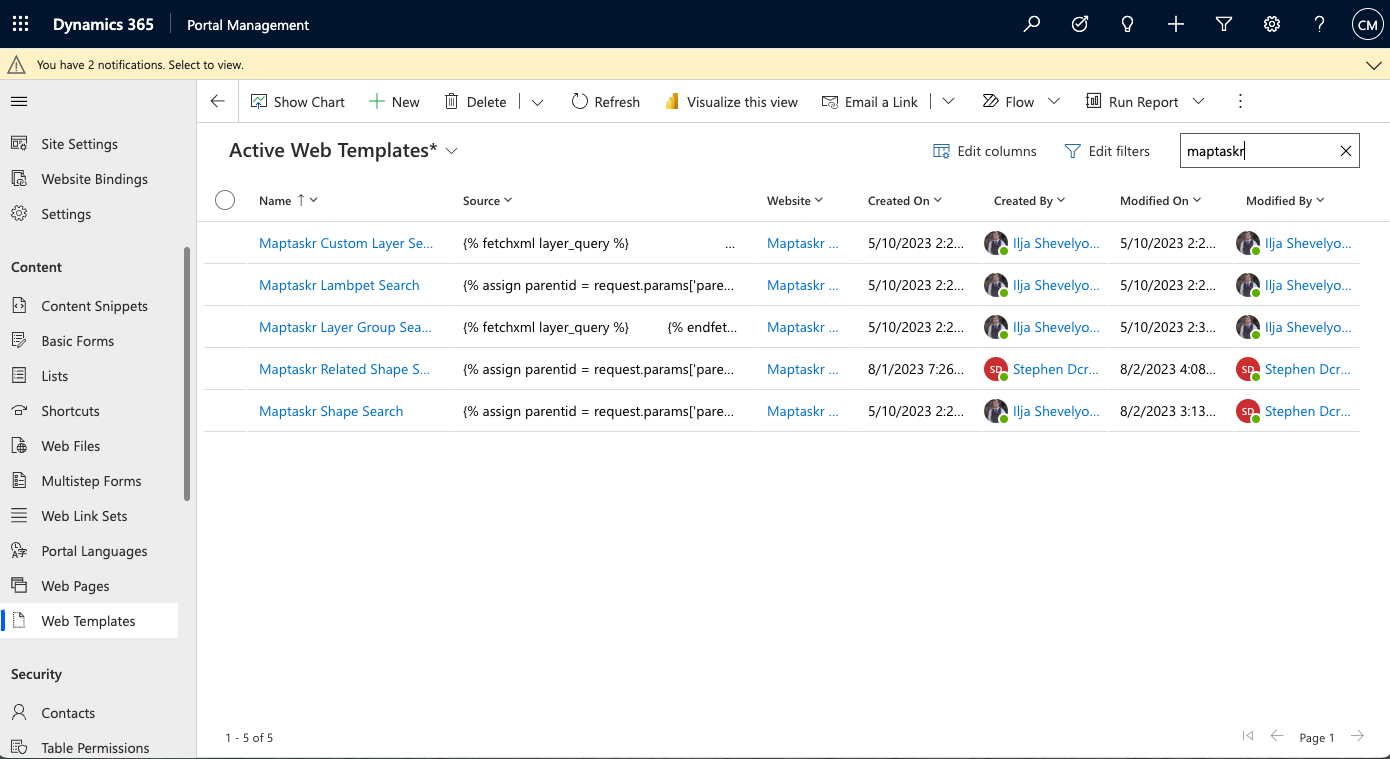 Dynamics 365 Portal Management CM
You have 2 notifications. Select to view.
Show Chart New Delete Refresh Visualize this view Email a Link Flow Run Report
Active Web Templates* Edit columns Edit filters maptaskr
Name Source Website Created On Created By Modified On Modified By
Maptaskr Custom Layer Se... {% fetchxml layer_query %} ... Maptaskr ... 5/10/2023 2:2... Ilja Shevelyo... 5/10/2023 2:2... Ilja Shevelyo...
Maptaskr Lambpet Search {% assign parentid = request.params['pare... Maptaskr ... 5/10/2023 2:2... Ilja Shevelyo... 5/10/2023 2:2... Ilja Shevelyo...
Maptaskr Layer Group Sea... {% fetchxml layer_query %} {% endfet... Maptaskr ... 5/10/2023 2:2... Ilja Shevelyo... 5/10/2023 2:3... Ilja Shevelyo...
Maptaskr Related Shape S... {% assign parentid = request.params['pare... Maptaskr ... 8/1/2023 7:26... SD Stephen Dcr... 8/2/2023 4:08... SD Stephen Dcr...
Maptaskr Shape Search {% assign parentid = request.params['pare... Maptaskr ... 5/10/2023 2:2... Ilja Shevelyo... 8/2/2023 3:13... SD Stephen Dcr...
1 - 5 of 5 Page 1
Site Settings
Website Bindings
Settings
Content
Content Snippets
Basic Forms
Lists
Shortcuts
Web Files
Multistep Forms
Web Link Sets
Portal Languages
Web Pages
Web Templates
Security
Contacts
Table Permissions